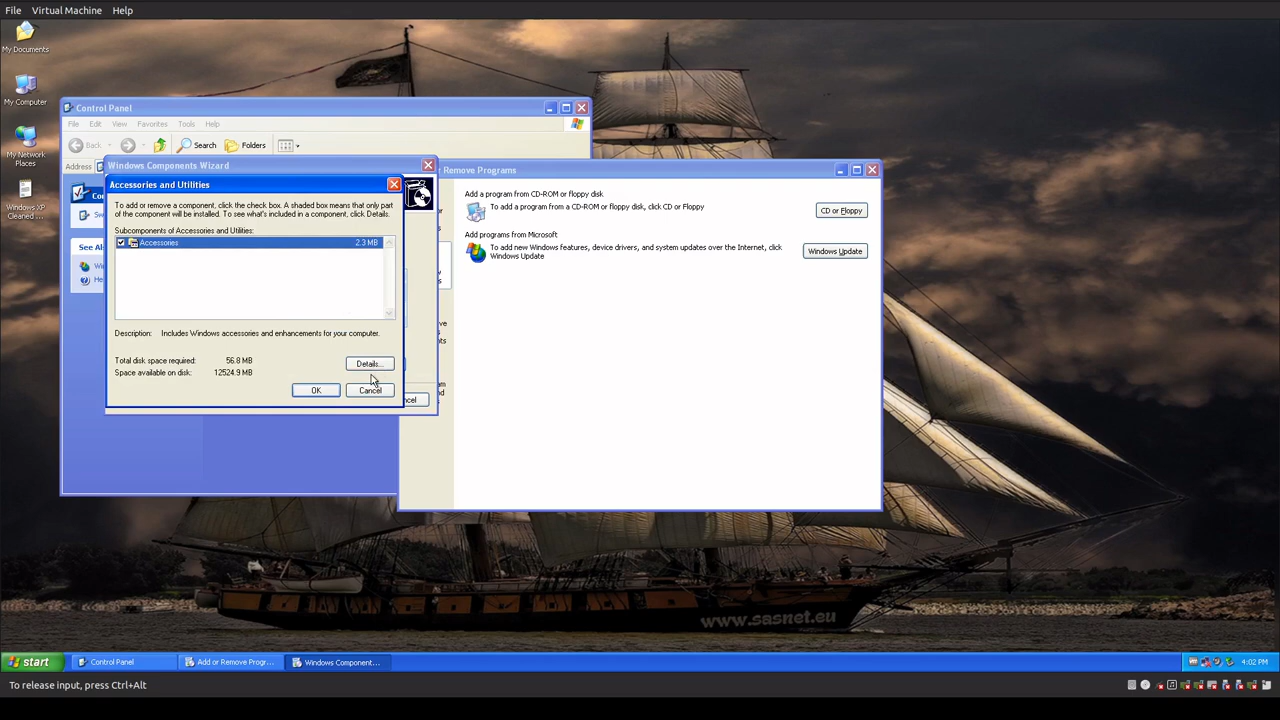 File Virtual Machine Help
My Documents
My Computer
My Network
Places
Windows XP
Cleaned ...
Control Panel
File Edit View Favorites Tools Help
Back Search Folders
Address
Windows Components Wizard
Remove Programs
Accessories and Utilities
To add or remove a component, click the check box. A shaded box means that only part
of the component will be installed. To see what's included in a component, click Details.
Subcomponents of Accessories and Utilities:
Accessories 2.3 MB
Description: Includes Windows accessories and enhancements for your computer.
Total disk space required: 56.8 MB
Space available on disk: 12524.9 MB
Details...
OK Cancel
See Al
Add a program from CD-ROM or floppy disk
To add a program from a CD-ROM or floppy disk, click CD or Floppy
CD or Floppy
Add programs from Microsoft
To add new Windows features, device drivers, and system updates over the Internet, click
Windows Update
Windows Update
www.sasnet.eu
start Control Panel Add or Remove Progr... Windows Component... 4:02 PM
To release input, press Ctrl+Alt